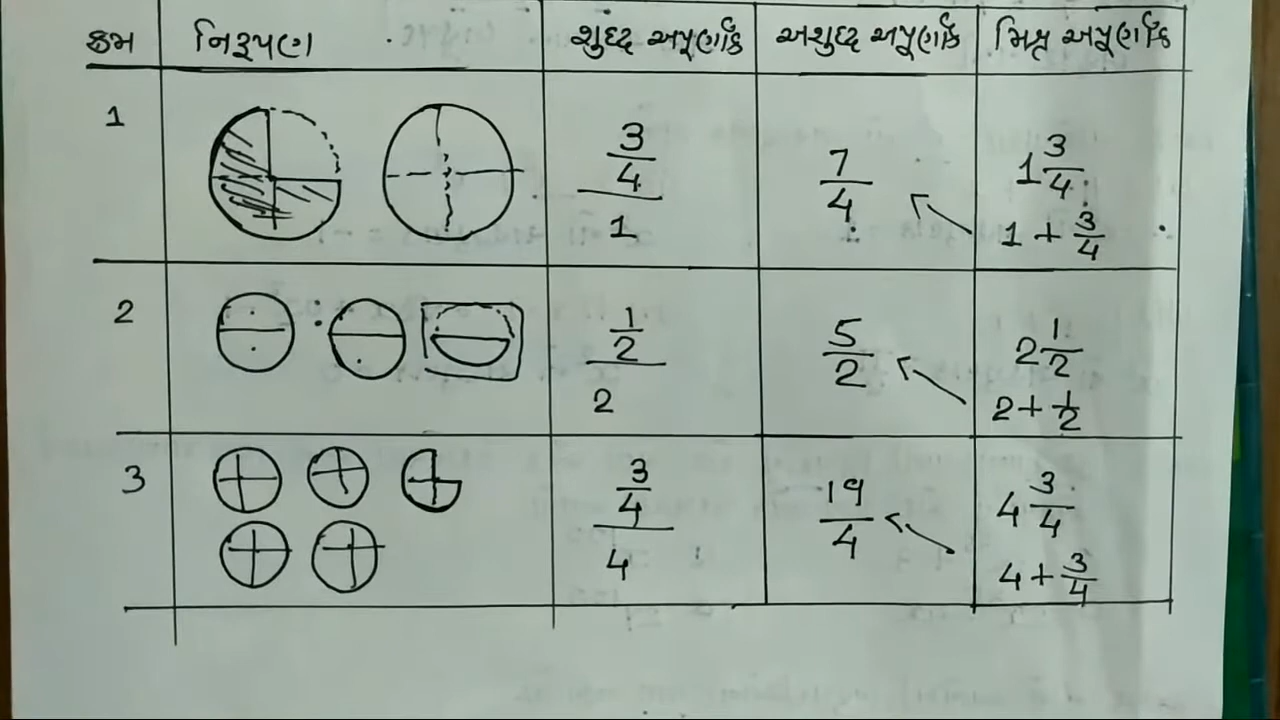 ક્રમ નિરૂપણ શુદ્ધ અપૂર્ણાંક અશુદ્ધ અપૂર્ણાંક મિશ્ર અપૂર્ણાંક
1 3/4 7/4 1 3/4
1 1 + 3/4
2 1/2 5/2 2 1/2
2 2 + 1/2
3 3/4 19/4 4 3/4
4 4 + 3/4